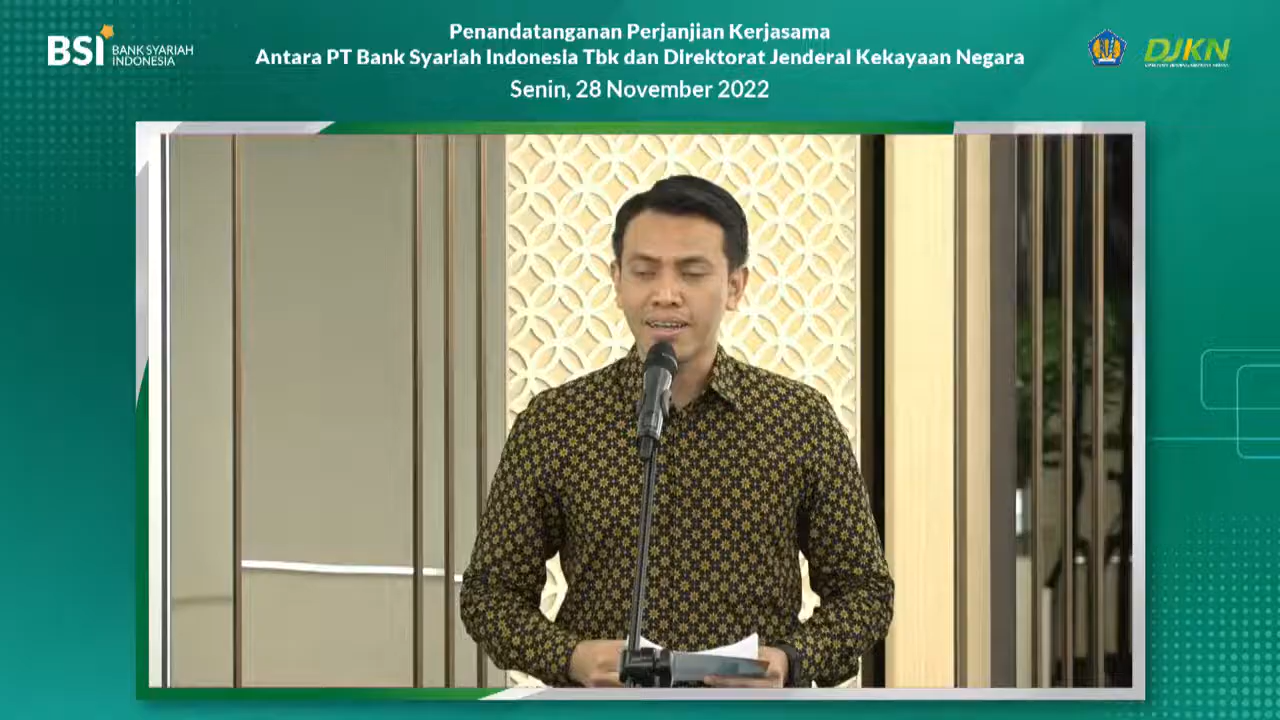 Penandatanganan Perjanjian Kerjasama
Antara PT Bank Syariah Indonesia Tbk dan Direktorat Jenderal Kekayaan Negara
Senin, 28 November 2022
BSI BANK SYARIAH
INDONESIA
DJKN